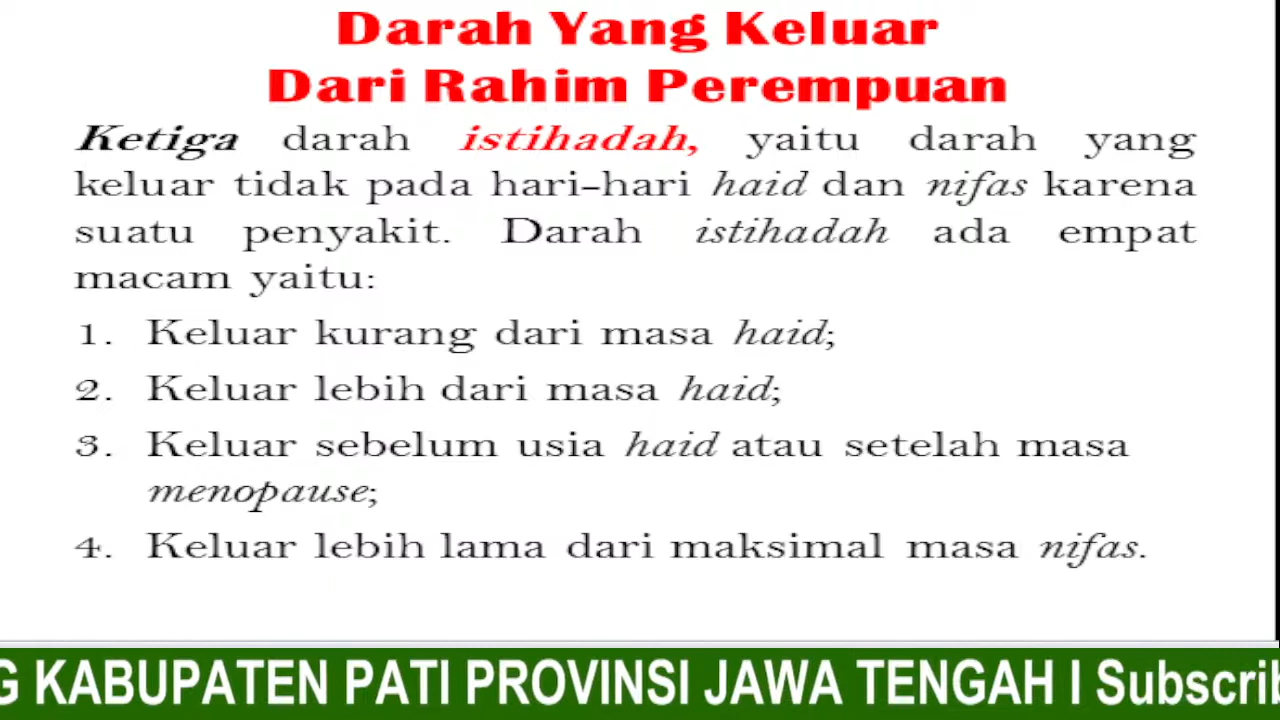 Darah Yang Keluar
Dari Rahim Perempuan
Ketiga darah istihadah, yaitu darah yang
keluar tidak pada hari-hari haid dan nifas karena
suatu penyakit. Darah istihadah ada empat
macam yaitu:
1. Keluar kurang dari masa haid;
2. Keluar lebih dari masa haid;
3. Keluar sebelum usia haid atau setelah masa
menopause;
4. Keluar lebih lama dari maksimal masa nifas.
G KABUPATEN PATI PROVINSI JAWA TENGAH I Subscrib